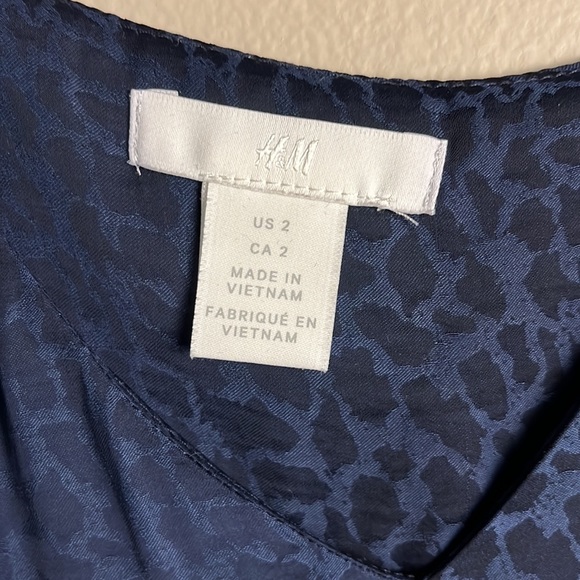 H&M
US 2
CA 2
MADE IN
VIETNAM
FABRIQUÉ EN
VIETNAM